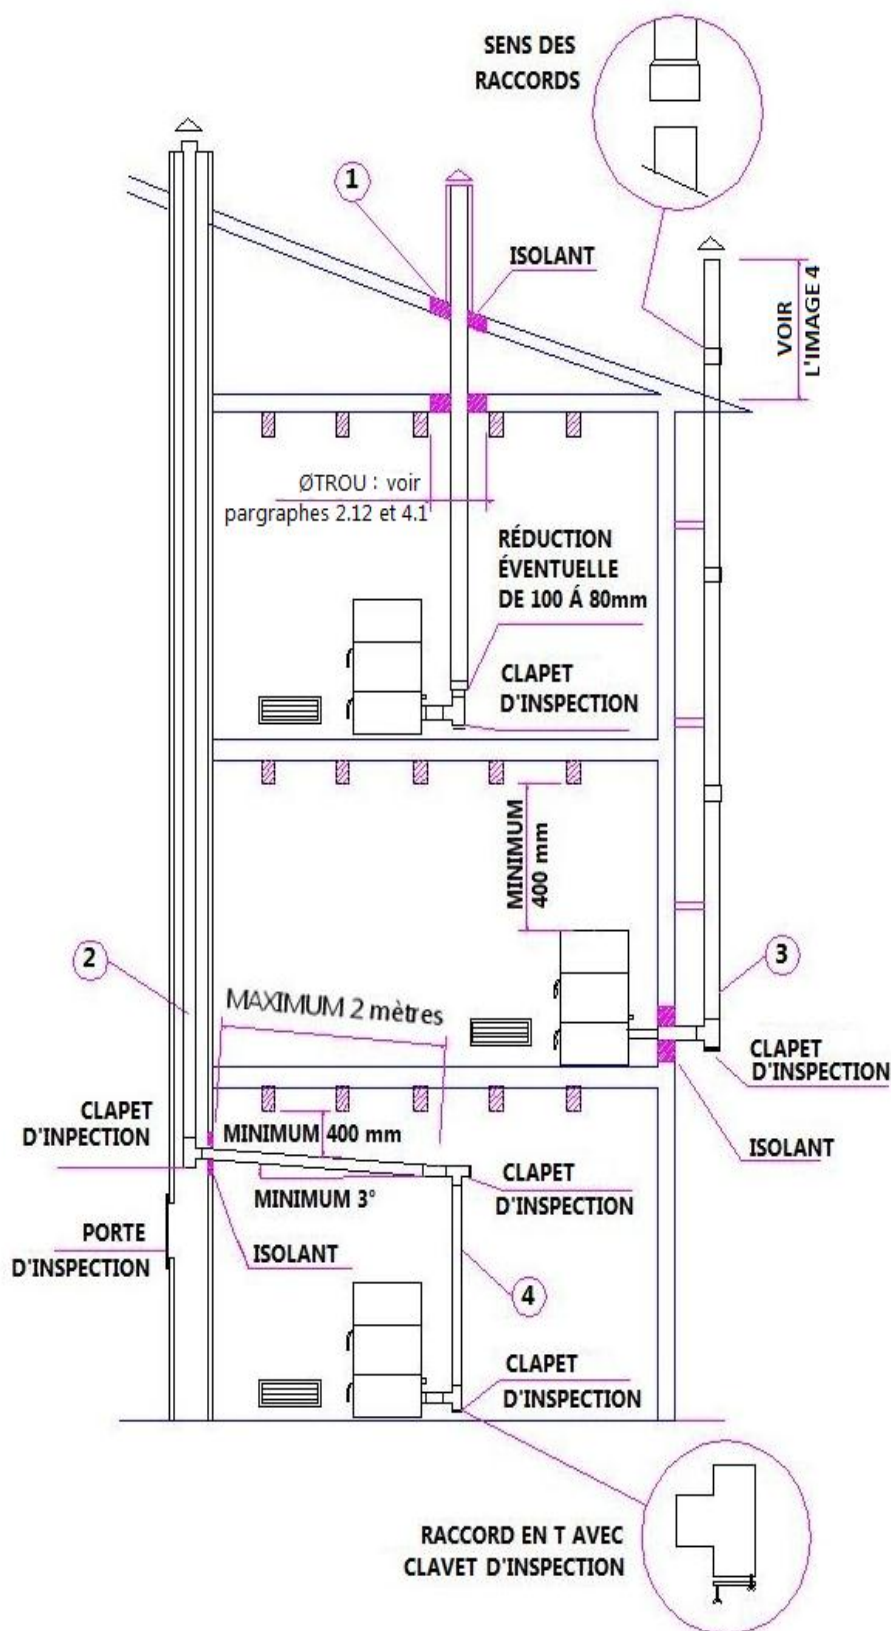 SENS DES
RACCORDS
1
ISOLANT
VOIR
L'IMAGE 4
ØTROU : voir
pargraphes 2.12 et 4.1
RÉDUCTION
ÉVENTUELLE
DE 100 Á 80mm
CLAPET
D'INSPECTION
MINIMUM
400 mm
2
3
MAXIMUM 2 mètres
CLAPET
D'INSPECTION
CLAPET
D'INPECTION
MINIMUM 400 mm
ISOLANT
CLAPET
D'INSPECTION
MINIMUM 3°
PORTE
D'INSPECTION
ISOLANT
4
CLAPET
D'INSPECTION
RACCORD EN T AVEC
CLAVET D'INSPECTION